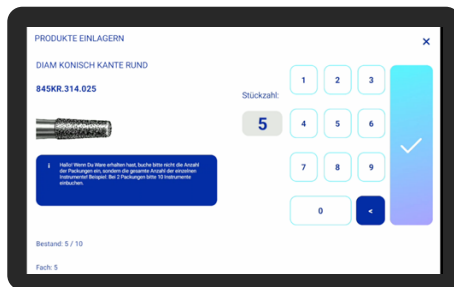 PRODUKTE EINLAGERN
×
DIAM KONISCH KANTE RUND
845KR.314.025
Stückzahl:
5
1 2 3
4 5 6
7 8 9
0 <
i Hallo! Wenn Du Ware erhalten hast, buche bitte nicht die Anzahl
der Packungen ein, sondern die gesamte Anzahl der einzelnen
Instrumente! Beispiel: Bei 2 Packungen bitte 10 Instrumente
einbuchen.
Bestand: 5 / 10
Fach: 5